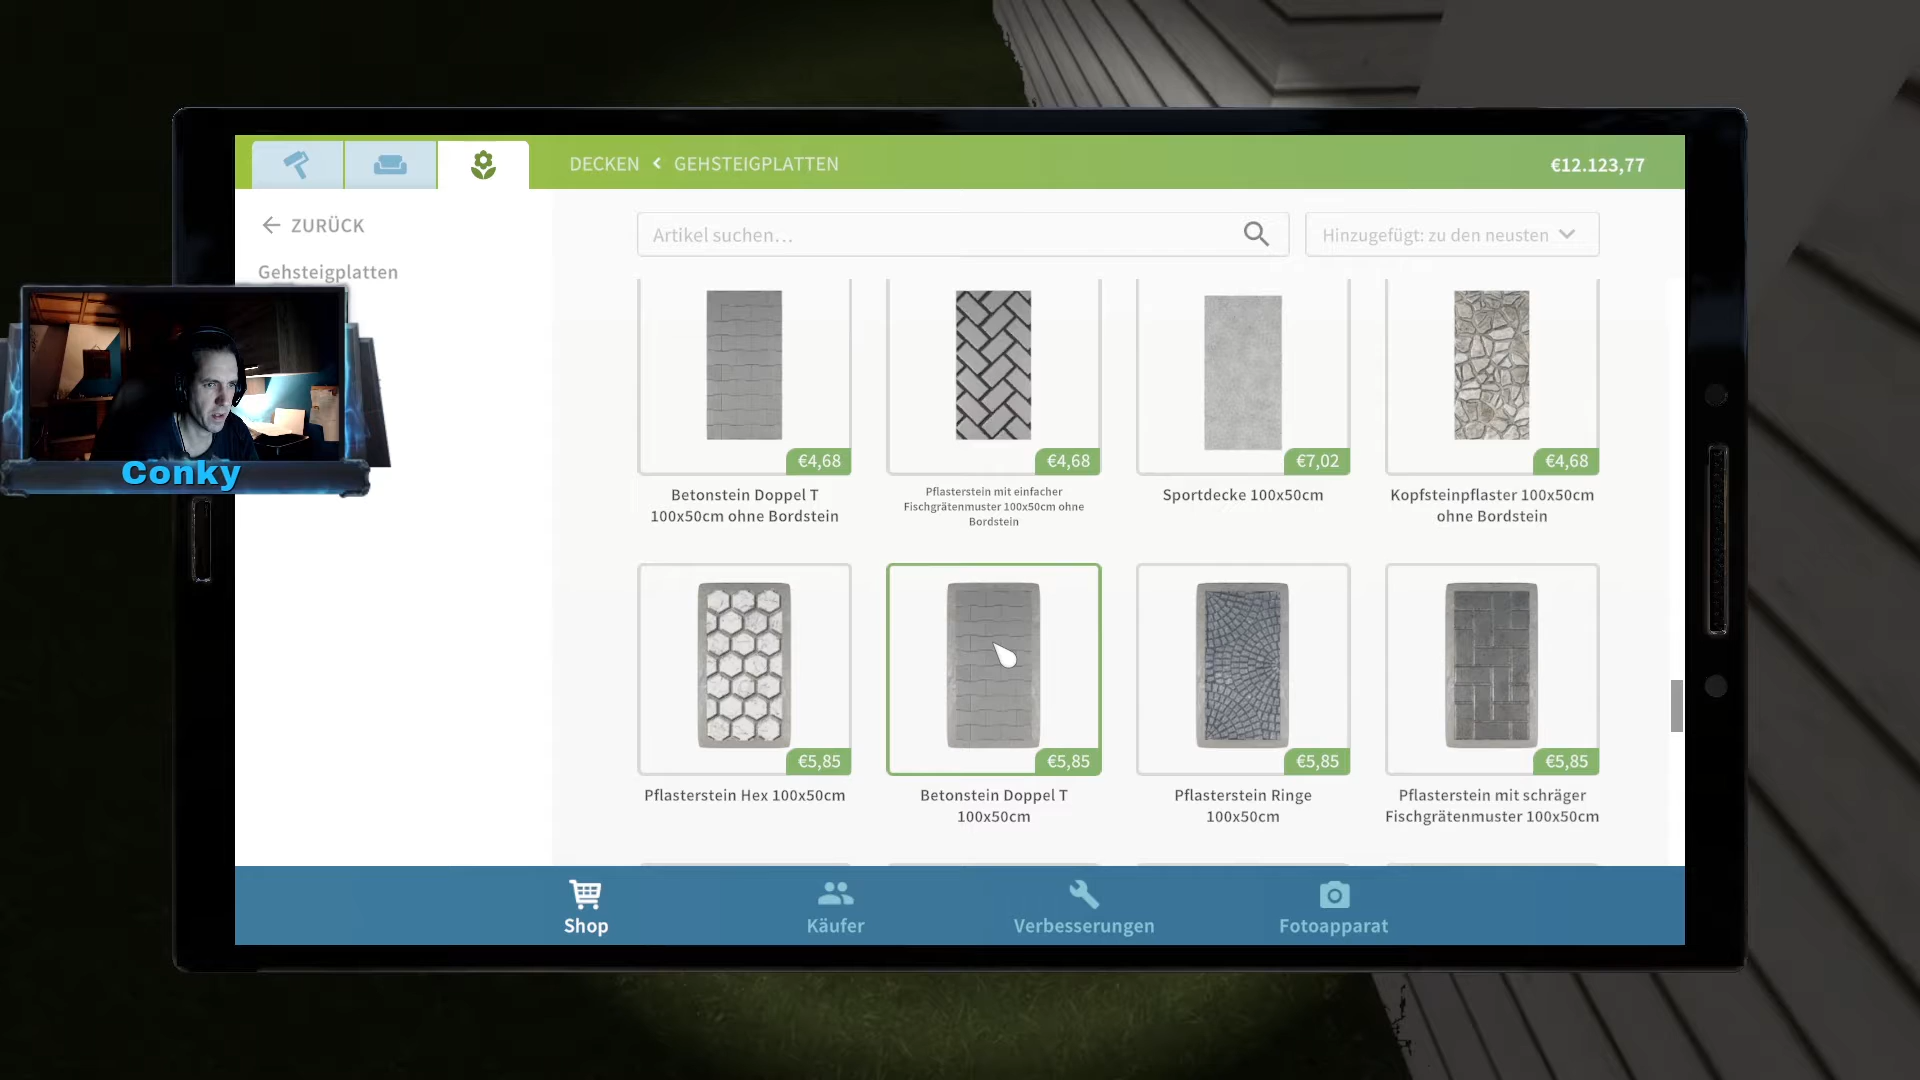 DECKEN < GEHSTEIGPLATTEN
€12.123,77
ZURÜCK
Gehsteigplatten
Artikel suchen...
Hinzugefügt: zu den neusten
€4,68
€4,68
€7,02
€4,68
Betonstein Doppel T
100x50cm ohne Bordstein
Pflasterstein mit einfacher
Fischgrätenmuster 100x50cm ohne
Bordstein
Sportdecke 100x50cm
Kopfsteinpflaster 100x50cm
ohne Bordstein
Conky
€5,85
€5,85
€5,85
€5,85
Pflasterstein Hex 100x50cm
Betonstein Doppel T
100x50cm
Pflasterstein Ringe
100x50cm
Pflasterstein mit schräger
Fischgrätenmuster 100x50cm
Shop
Käufer
Verbesserungen
Fotoapparat